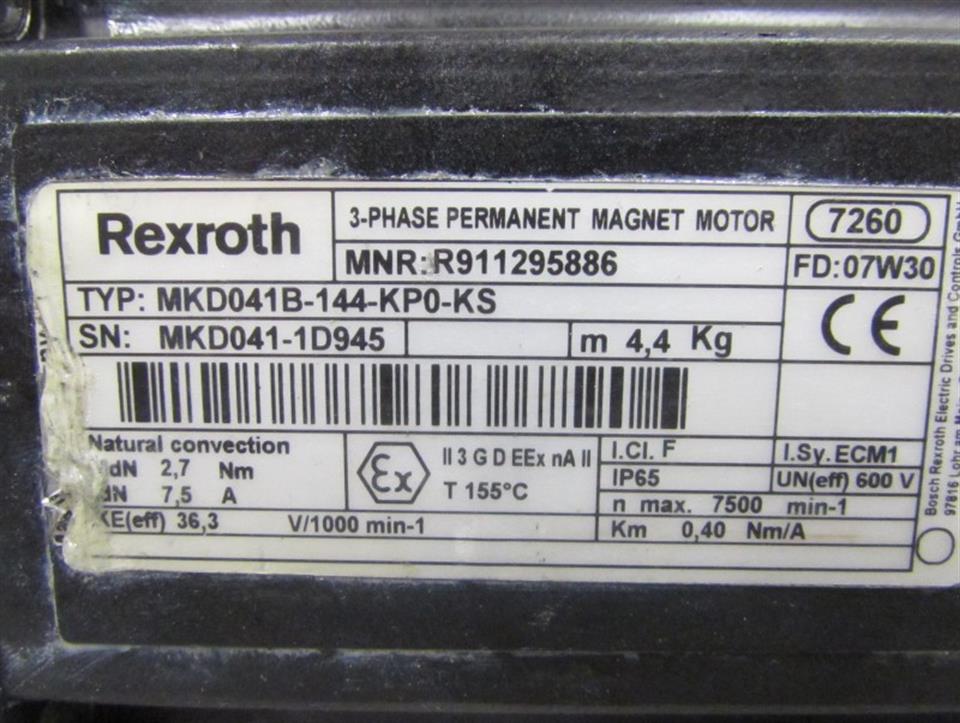 Rexroth
3-PHASE PERMANENT MAGNET MOTOR
7260
MNR: R911295886
FD:07W30
TYP: MKD041B-144-KP0-KS
CE
SN: MKD041-1D945
m 4,4 Kg
Natural convection
MdN 2,7 Nm
dN 7,5 A
KE(eff) 36,3 V/1000 min-1
Ex
II 3 G D EEx nA II
T 155°C
I.Cl. F
I.Sy. ECM1
IP65
UN(eff) 600 V
n max. 7500 min-1
Km 0,40 Nm/A
Bosch Rexroth Electric Drives and Controls GmbH
97816 Lohr am